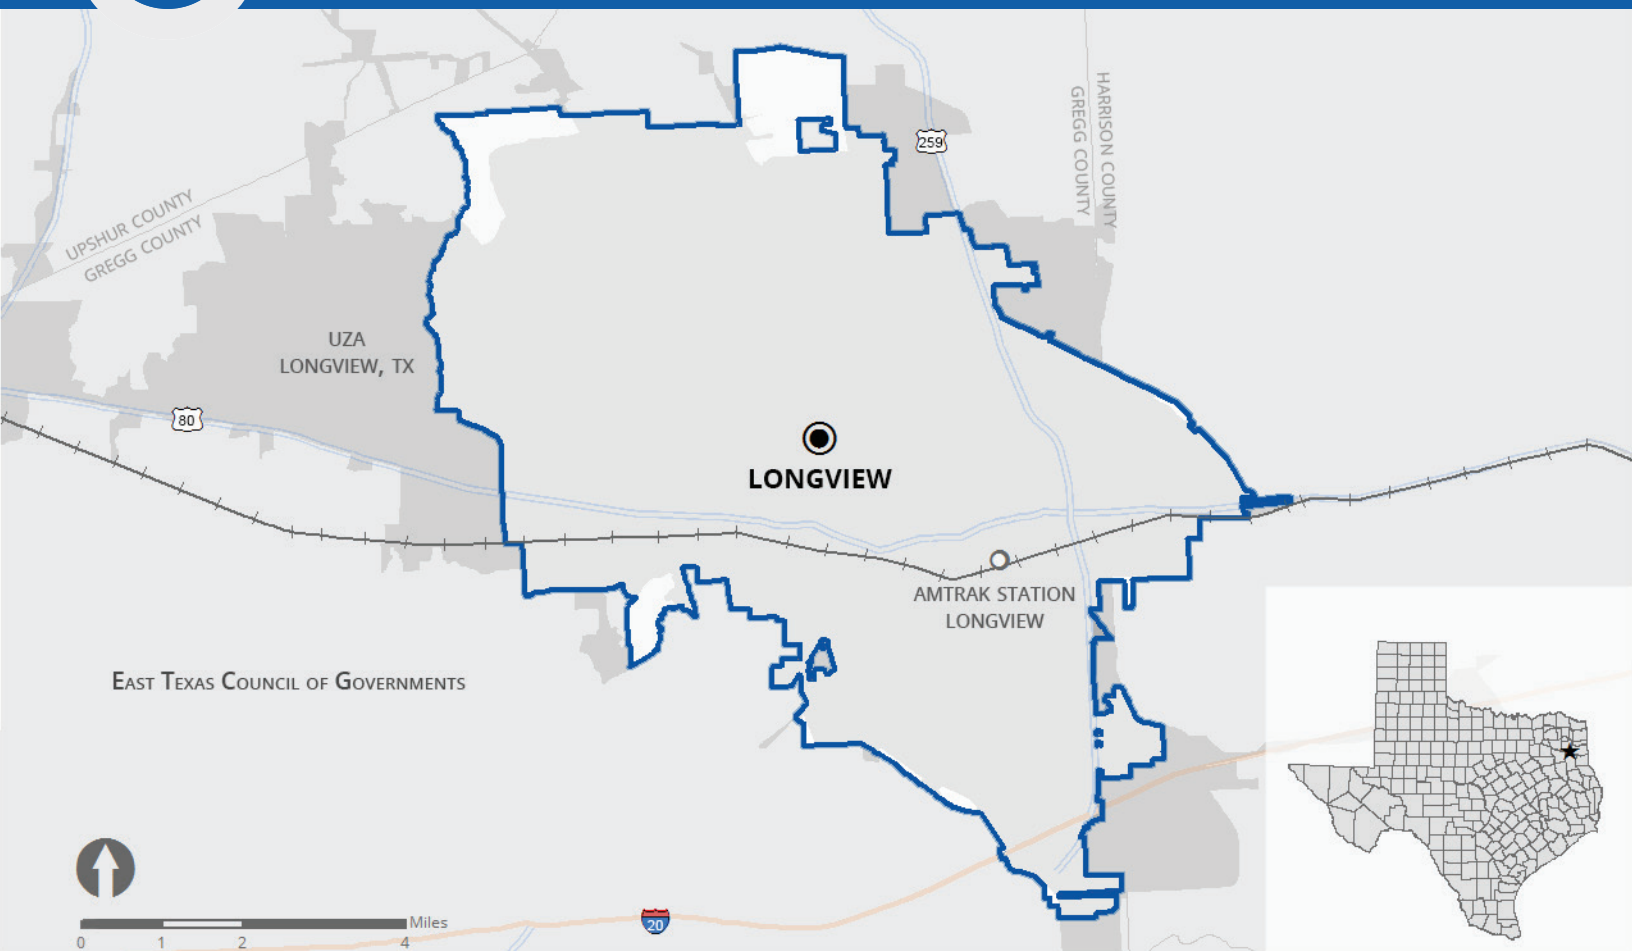 HARRISON COUNTY
GREGG COUNTY
259
UPSHUR COUNTY
GREGG COUNTY
UZA
LONGVIEW, TX
80
LONGVIEW
AMTRAK STATION
LONGVIEW
EAST TEXAS COUNCIL OF GOVERNMENTS
Miles
0 1 2 4
20